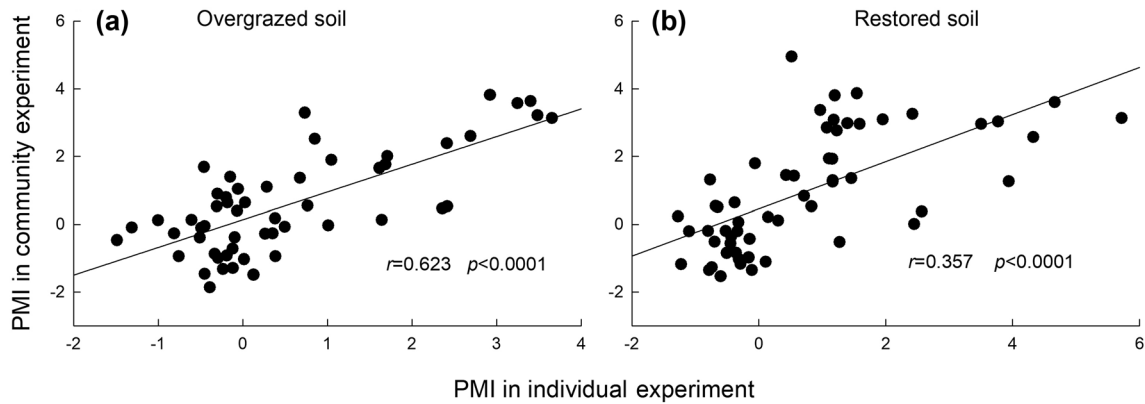 (a) Overgrazed soil
(b) Restored soil
PMI in community experiment
6
4
2
0
-2
r=0.623 p<0.0001
-2 -1 0 1 2 3 4
6
4
2
0
-2
r=0.357 p<0.0001
-2 0 2 4 6
PMI in individual experiment